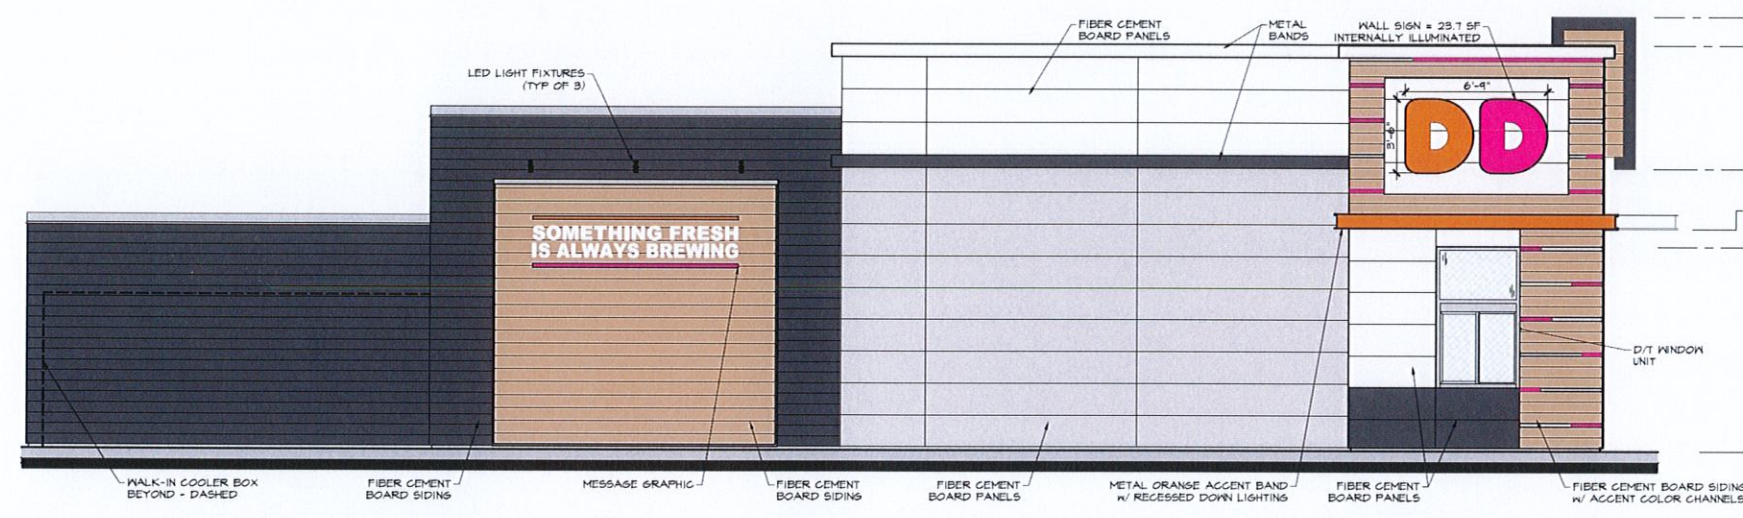 FIBER CEMENT
BOARD PANELS
METAL
BANDS
WALL SIGN = 23.7 SF
INTERNALLY ILLUMINATED
LED LIGHT FIXTURES
(TYP OF 3)
6'-9"
3'-6"
DD
SOMETHING FRESH
IS ALWAYS BREWING
D/T WINDOW
UNIT
WALK-IN COOLER BOX
BEYOND - DASHED
FIBER CEMENT
BOARD SIDING
MESSAGE GRAPHIC
FIBER CEMENT
BOARD SIDING
FIBER CEMENT
BOARD PANELS
METAL ORANGE ACCENT BAND
W/ RECESSED DOWN LIGHTING
FIBER CEMENT
BOARD PANELS
FIBER CEMENT BOARD SIDING
W/ ACCENT COLOR CHANNELS